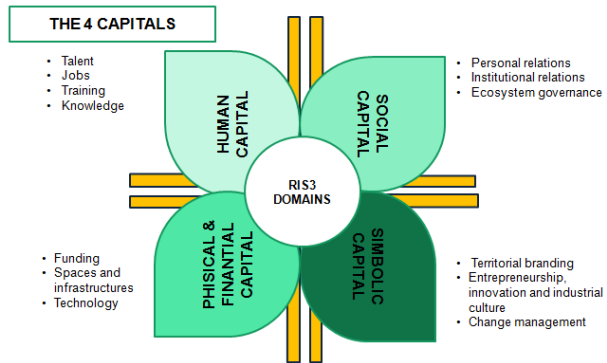 THE 4 CAPITALS
• Talent
• Jobs
• Training
• Knowledge
HUMAN
CAPITAL
SOCIAL
CAPITAL
• Personal relations
• Institutional relations
• Ecosystem governance
RIS3
DOMAINS
• Funding
• Spaces and
infrastructures
• Technology
PHISICAL &
FINANTIAL
CAPITAL
SIMBOLIC
CAPITAL
• Territorial branding
• Entrepreneurship,
innovation and industrial
culture
• Change management